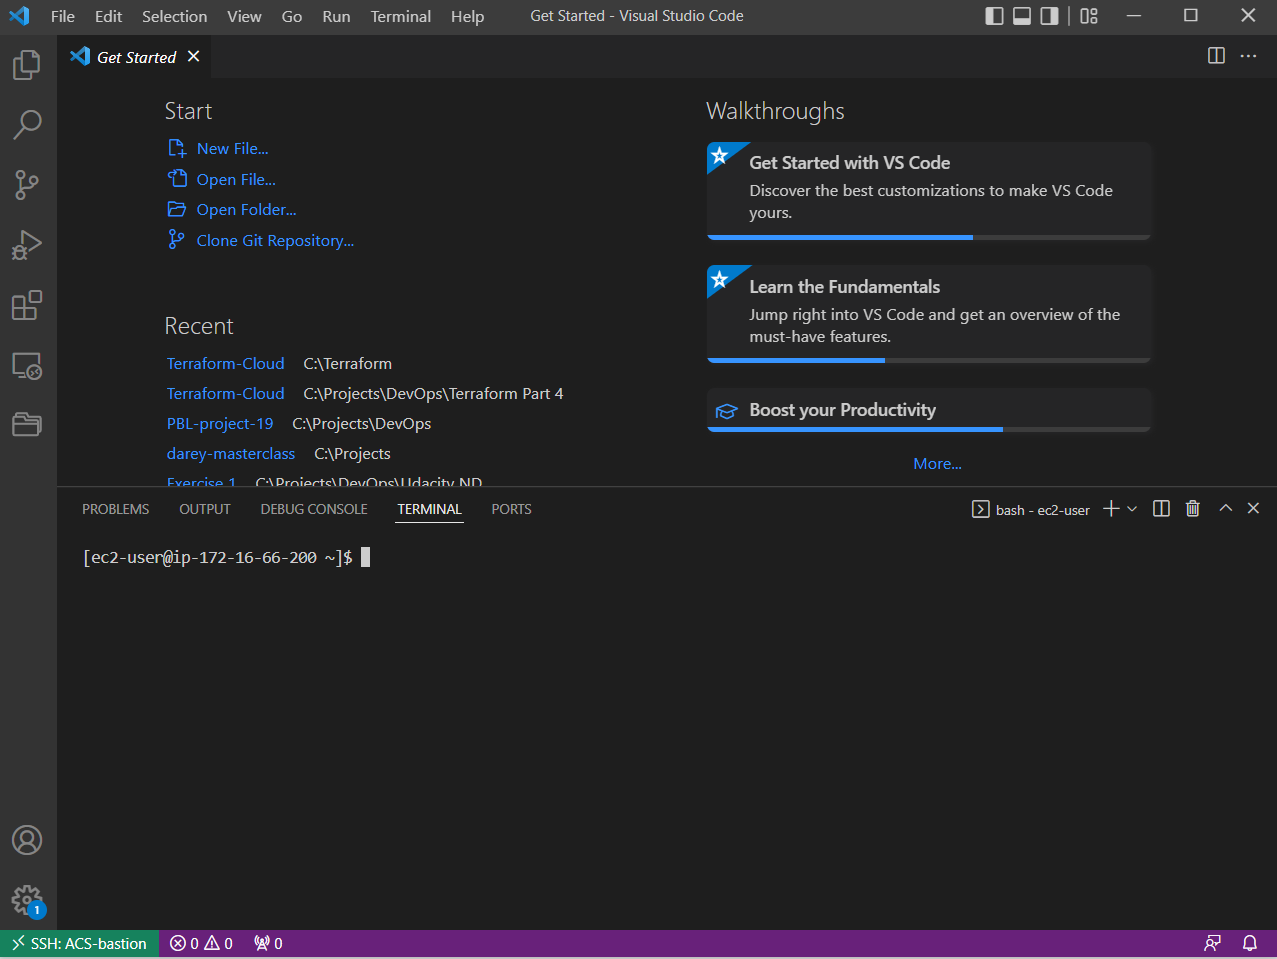 File Edit Selection View Go Run Terminal Help Get Started - Visual Studio Code
Get Started
Start
New File...
Open File...
Open Folder...
Clone Git Repository...
Recent
Terraform-Cloud C:\Terraform
Terraform-Cloud C:\Projects\DevOps\Terraform Part 4
PBL-project-19 C:\Projects\DevOps
darey-masterclass C:\Projects
Exercise_1 C:\Projects\DevOps\Udacity ND
Walkthroughs
Get Started with VS Code
Discover the best customizations to make VS Code
yours.
Learn the Fundamentals
Jump right into VS Code and get an overview of the
must-have features.
Boost your Productivity
More...
PROBLEMS OUTPUT DEBUG CONSOLE TERMINAL PORTS bash - ec2-user
[ec2-user@ip-172-16-66-200 ~]$
1
SSH: ACS-bastion 0 0 0